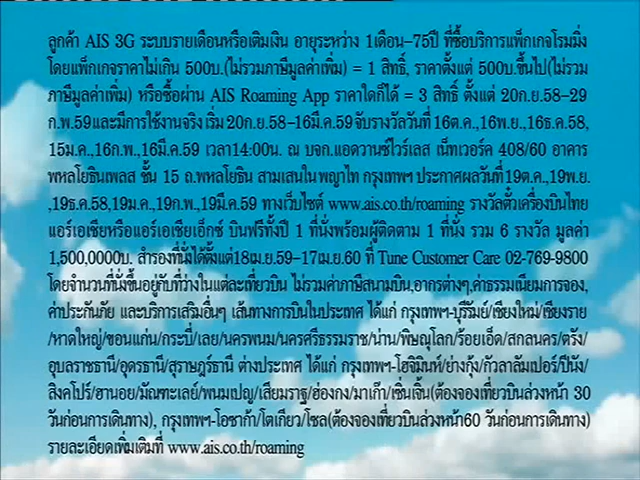 ลูกค้า AIS 3G ระบบรายเดือนหรือเติมเงิน อายุระหว่าง 1เดือน–75ปี ที่ซื้อบริการแพ็กเกจโรมมิ่ง
โดยแพ็กเกจราคาไม่เกิน 500บ.(ไม่รวมภาษีมูลค่าเพิ่ม) = 1 สิทธิ์, ราคาตั้งแต่ 500บ.ขึ้นไป(ไม่รวม
ภาษีมูลค่าเพิ่ม) หรือซื้อผ่าน AIS Roaming App ราคาใดก็ได้ = 3 สิทธิ์ ตั้งแต่ 20ก.ย.58–29
ก.พ.59และมีการใช้งานจริง เริ่ม 20ก.ย.58–16มี.ค.59 จับรางวัลวันที่ 16ต.ค.,16พ.ย.,16ธ.ค.58,
15ม.ค.,16ก.พ.,16มี.ค.59 เวลา14:00น. ณ บจก.แอดวานซ์ไวร์เลส เน็ทเวอร์ค 408/60 อาคาร
พหลโยธินเพลส ชั้น 15 ถ.พหลโยธิน สามเสนใน พญาไท กรุงเทพฯ ประกาศผลวันที่ 19ต.ค.,19พ.ย.
,19ธ.ค.58,19ม.ค.,19ก.พ.,19มี.ค.59 ทางเว็บไซต์ www.ais.co.th/roaming รางวัลตั๋วเครื่องบินไทย
แอร์เอเชียหรือแอร์เอเชียเอ็กซ์ บินฟรีทั้งปี 1 ที่นั่งพร้อมผู้ติดตาม 1 ที่นั่ง รวม 6 รางวัล มูลค่า
1,500,000บ. สำรองที่นั่งได้ตั้งแต่18เม.ย.59–17เม.ย.60 ที่ Tune Customer Care 02-769-9800
โดยจำนวนที่นั่งขึ้นอยู่กับที่ว่างในแต่ละเที่ยวบิน ไม่รวมค่าภาษีสนามบิน,อากรต่างๆ,ค่าธรรมเนียมการจอง,
ค่าประกันภัย และบริการเสริมอื่นๆ เส้นทางการบินในประเทศ ได้แก่ กรุงเทพฯ-บุรีรัมย์/เชียงใหม่/เชียงราย
/หาดใหญ่/ขอนแก่น/กระบี่/เลย/นครพนม/นครศรีธรรมราช/น่าน/พิษณุโลก/ร้อยเอ็ด/สกลนคร/ตรัง/
อุบลราชธานี/อุดรธานี/สุราษฎร์ธานี ต่างประเทศ ได้แก่ กรุงเทพฯ-โฮจิมินห์/ย่างกุ้ง/กัวลาลัมเปอร์/ปีนัง/
สิงคโปร์/ฮานอย/มัณฑะเลย์/พนมเปญ/เสียมราฐ/ฮ่องกง/มาเก๊า/เซิ่นเจิ้น(ต้องจองเที่ยวบินล่วงหน้า 30
วันก่อนการเดินทาง), กรุงเทพฯ-โอซาก้า/โตเกียว/โซล(ต้องจองเที่ยวบินล่วงหน้า60 วันก่อนการเดินทาง)
รายละเอียดเพิ่มเติมที่ www.ais.co.th/roaming